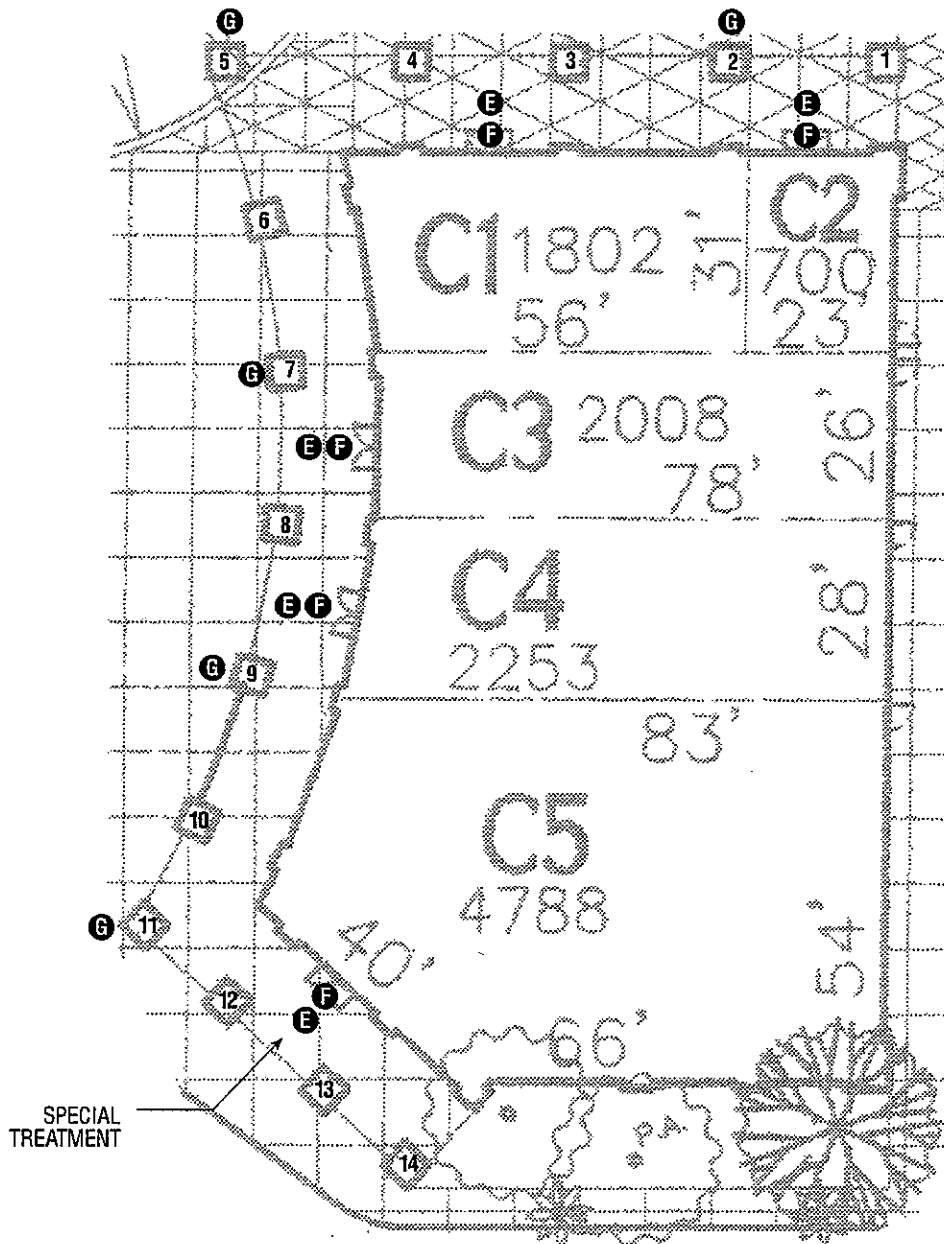 G G
5 4 3 2 1
E E
F F
6
C1 1802
56'
31'
C2
700
23'
G 7
E F
C3 2008
78'
26'
8
C4
2253
28'
E F
G 9
83'
10
C5
4788
G 11
40'
54'
12
F
E
66'
13
SPECIAL
TREATMENT
P.A.
14